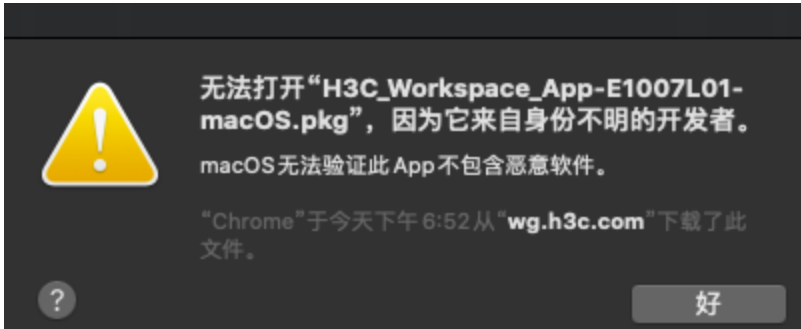 无法打开“H3C_Workspace_App-E1007L01-
macOS.pkg”，因为它来自身份不明的开发者。
macOS无法验证此App不包含恶意软件。
“Chrome”于今天下午6:52从“wg.h3c.com”下载了此
文件。
?
好